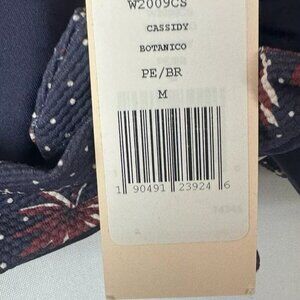 W2009CS
CASSIDY
BOTANICO
PE/BR
M
1 90491 23924 6